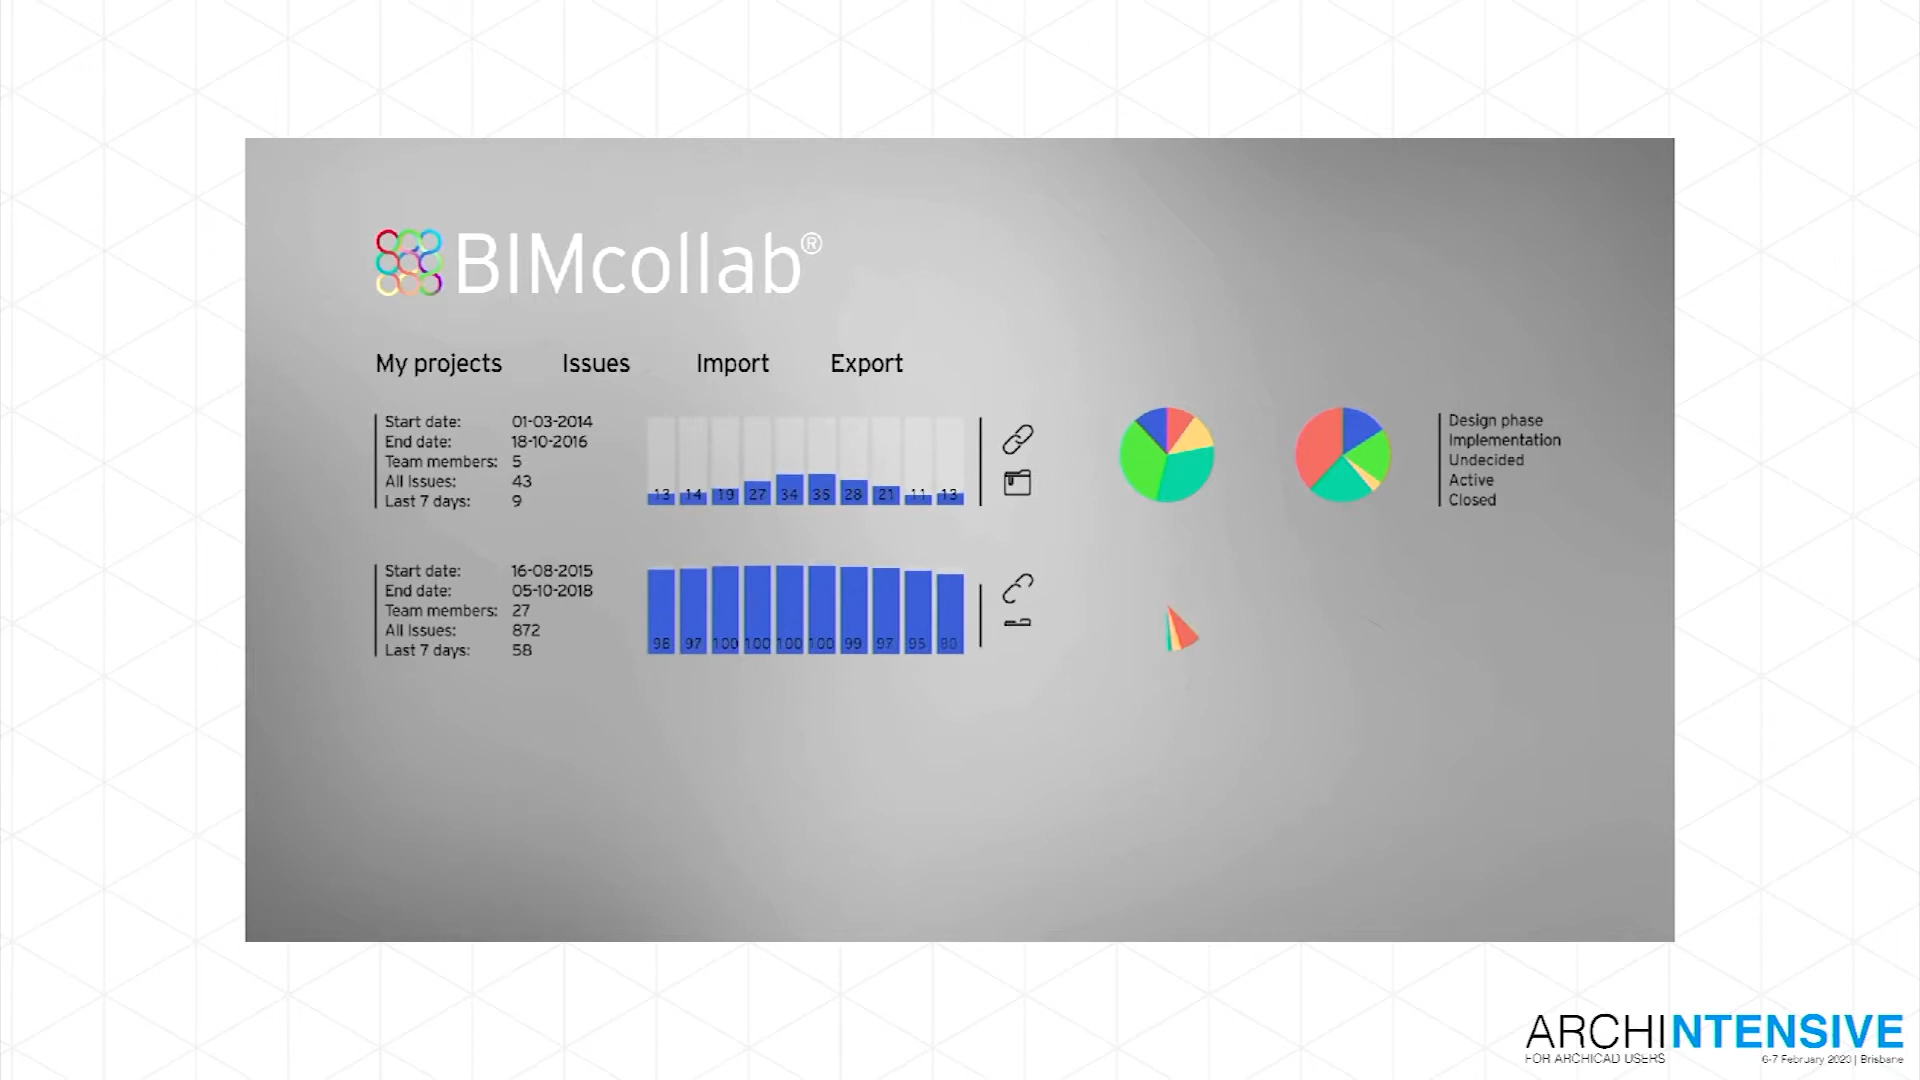 BIMcollab®
My projects Issues Import Export
Start date: 01-03-2014
End date: 18-10-2016
Team members: 5
All Issues: 43
Last 7 days: 9
13 14 19 27 34 35 28 21 11 13
Design phase
Implementation
Undecided
Active
Closed
Start date: 16-08-2015
End date: 05-10-2018
Team members: 27
All Issues: 872
Last 7 days: 58
97 100 100 100 100 99 97 95
ARCHINTENSIVE
FOR ARCHICAD USERS
6-7 February 2020 | Brisbane